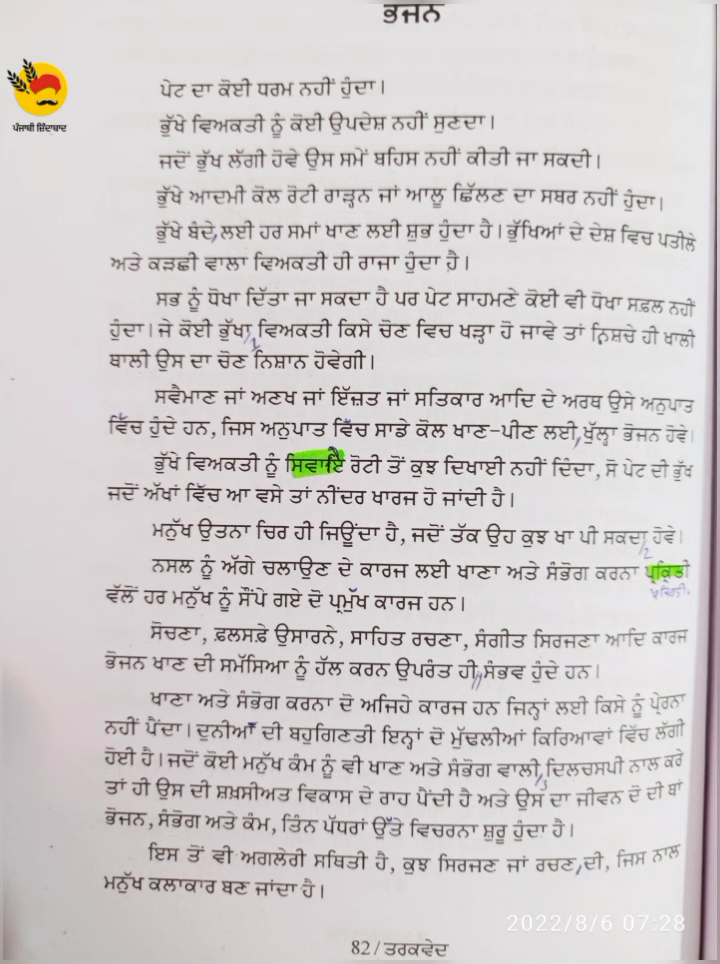 ਭੋਜਨ
ਪੰਜਾਬੀ ਜ਼ਿੰਦਾਬਾਦ
ਪੇਟ ਦਾ ਕੋਈ ਧਰਮ ਨਹੀਂ ਹੁੰਦਾ।
ਭੁੱਖੇ ਵਿਅਕਤੀ ਨੂੰ ਕੋਈ ਉਪਦੇਸ਼ ਨਹੀਂ ਸੁਣਦਾ।
ਜਦੋਂ ਭੁੱਖ ਲੱਗੀ ਹੋਵੇ ਉਸ ਸਮੇਂ ਬਹਿਸ ਨਹੀਂ ਕੀਤੀ ਜਾ ਸਕਦੀ।
ਭੁੱਖੇ ਆਦਮੀ ਕੋਲ ਰੋਟੀ ਰਾੜ੍ਹਨ ਜਾਂ ਆਲੂ ਛਿੱਲਣ ਦਾ ਸਬਰ ਨਹੀਂ ਹੁੰਦਾ।
ਭੁੱਖੇ ਬੰਦੇ, ਲਈ ਹਰ ਸਮਾਂ ਖਾਣ ਲਈ ਸ਼ੁਭ ਹੁੰਦਾ ਹੈ। ਭੁੱਖਿਆਂ ਦੇ ਦੇਸ਼ ਵਿਚ ਪਤੀਲੇ
ਅਤੇ ਕੜਛੀ ਵਾਲਾ ਵਿਅਕਤੀ ਹੀ ਰਾਜਾ ਹੁੰਦਾ ਹੈ।
ਸਭ ਨੂੰ ਧੋਖਾ ਦਿੱਤਾ ਜਾ ਸਕਦਾ ਹੈ ਪਰ ਪੇਟ ਸਾਹਮਣੇ ਕੋਈ ਵੀ ਧੋਖਾ ਸਫ਼ਲ ਨਹੀਂ
ਹੁੰਦਾ। ਜੇ ਕੋਈ ਭੁੱਖਾ ਵਿਅਕਤੀ ਕਿਸੇ ਚੋਣ ਵਿਚ ਖੜ੍ਹਾ ਹੋ ਜਾਵੇ ਤਾਂ ਨਿਸ਼ਚੇ ਹੀ ਖਾਲੀ
ਥਾਲੀ ਉਸ ਦਾ ਚੋਣ ਨਿਸ਼ਾਨ ਹੋਵੇਗੀ।
ਸਵੈਮਾਣ ਜਾਂ ਅਣਖ ਜਾਂ ਇੱਜ਼ਤ ਜਾਂ ਸਤਿਕਾਰ ਆਦਿ ਦੇ ਅਰਥ ਉਸੇ ਅਨੁਪਾਤ
ਵਿੱਚ ਹੁੰਦੇ ਹਨ, ਜਿਸ ਅਨੁਪਾਤ ਵਿੱਚ ਸਾਡੇ ਕੋਲ ਖਾਣ-ਪੀਣ ਲਈ, ਖੁੱਲ੍ਹਾ ਭੋਜਨ ਹੋਵੇ।
ਭੁੱਖੇ ਵਿਅਕਤੀ ਨੂੰ ਸਿਵਾਇ ਰੋਟੀ ਤੋਂ ਕੁਝ ਦਿਖਾਈ ਨਹੀਂ ਦਿੰਦਾ, ਸੋ ਪੇਟ ਦੀ ਭੁੱਖ
ਜਦੋਂ ਅੱਖਾਂ ਵਿੱਚ ਆ ਵਸੇ ਤਾਂ ਨੀਂਦਰ ਖਾਰਜ ਹੋ ਜਾਂਦੀ ਹੈ।
ਮਨੁੱਖ ਉਤਨਾ ਚਿਰ ਹੀ ਜਿਊਂਦਾ ਹੈ, ਜਦੋਂ ਤੱਕ ਉਹ ਕੁਝ ਖਾ ਪੀ ਸਕਦਾ ਹੋਵੇ।
ਨਸਲ ਨੂੰ ਅੱਗੇ ਚਲਾਉਣ ਦੇ ਕਾਰਜ ਲਈ ਖਾਣਾ ਅਤੇ ਸੰਭੋਗ ਕਰਨਾ ਪ੍ਰਕਿਤੀ
ਵੱਲੋਂ ਹਰ ਮਨੁੱਖ ਨੂੰ ਸੌਂਪੇ ਗਏ ਦੋ ਪ੍ਰਮੁੱਖ ਕਾਰਜ ਹਨ।
ਸੋਚਣਾ, ਫ਼ਲਸਫ਼ੇ ਉਸਾਰਨੇ, ਸਾਹਿਤ ਰਚਣਾ, ਸੰਗੀਤ ਸਿਰਜਣਾ ਆਦਿ ਕਾਰਜ
ਭੋਜਨ ਖਾਣ ਦੀ ਸਮੱਸਿਆ ਨੂੰ ਹੱਲ ਕਰਨ ਉਪਰੰਤ ਹੀ ਸੰਭਵ ਹੁੰਦੇ ਹਨ।
ਖਾਣਾ ਅਤੇ ਸੰਭੋਗ ਕਰਨਾ ਦੋ ਅਜਿਹੇ ਕਾਰਜ ਹਨ ਜਿਨ੍ਹਾਂ ਲਈ ਕਿਸੇ ਨੂੰ ਪ੍ਰੇਰਨਾ
ਨਹੀਂ ਪੈਂਦਾ। ਦੁਨੀਆਂ ਦੀ ਬਹੁਗਿਣਤੀ ਇਨ੍ਹਾਂ ਦੋ ਮੁੱਢਲੀਆਂ ਕਿਰਿਆਵਾਂ ਵਿੱਚ ਲੱਗੀ
ਹੋਈ ਹੈ। ਜਦੋਂ ਕੋਈ ਮਨੁੱਖ ਕੰਮ ਨੂੰ ਵੀ ਖਾਣ ਅਤੇ ਸੰਭੋਗ ਵਾਲੀ ਦਿਲਚਸਪੀ ਨਾਲ ਕਰੇ
ਤਾਂ ਹੀ ਉਸ ਦੀ ਸ਼ਖ਼ਸੀਅਤ ਵਿਕਾਸ ਦੇ ਰਾਹ ਪੈਂਦੀ ਹੈ ਅਤੇ ਉਸ ਦਾ ਜੀਵਨ ਦੋ ਦੀ ਥਾਂ
ਭੋਜਨ, ਸੰਭੋਗ ਅਤੇ ਕੰਮ, ਤਿੰਨ ਪੱਧਰਾਂ ਉੱਤੇ ਵਿਚਰਨਾ ਸ਼ੁਰੂ ਹੁੰਦਾ ਹੈ।
ਇਸ ਤੋਂ ਵੀ ਅਗਲੇਰੀ ਸਥਿਤੀ ਹੈ, ਕੁਝ ਸਿਰਜਣ ਜਾਂ ਰਚਣ, ਦੀ, ਜਿਸ ਨਾਲ
ਮਨੁੱਖ ਕਲਾਕਾਰ ਬਣ ਜਾਂਦਾ ਹੈ।
2022/8/6 07:28
82/ਤਰਕਵੇਦ